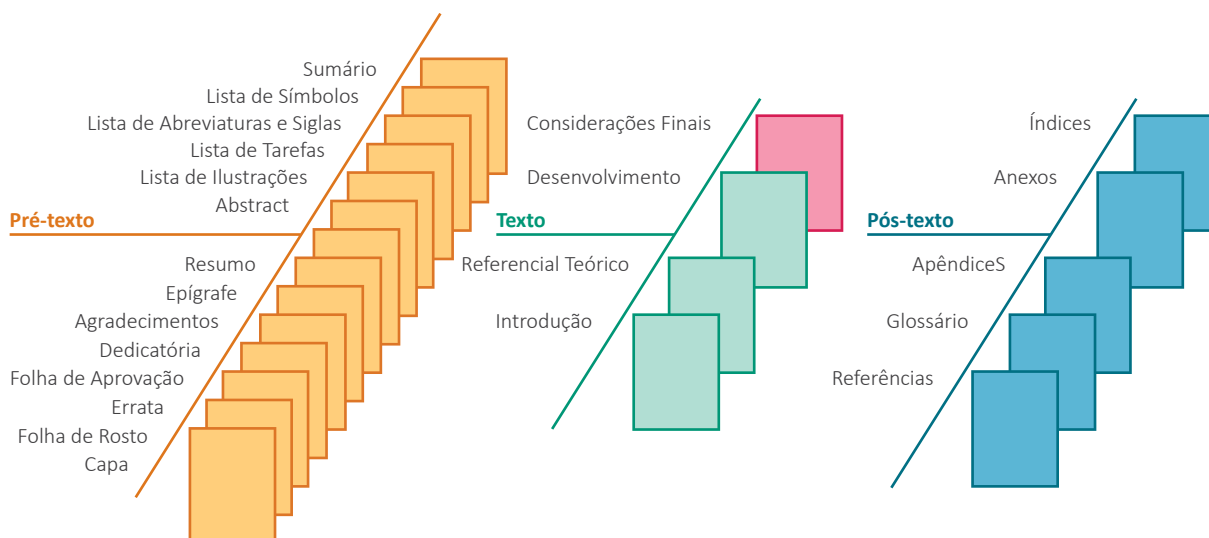 Sumário
Lista de Símbolos
Lista de Abreviaturas e Siglas
Lista de Tarefas
Lista de Ilustrações
Abstract
Pré-texto
Resumo
Epígrafe
Agradecimentos
Dedicatória
Folha de Aprovação
Errata
Folha de Rosto
Capa
Considerações Finais
Desenvolvimento
Texto
Referencial Teórico
Introdução
Índices
Anexos
Pós-texto
ApêndiceS
Glossário
Referências